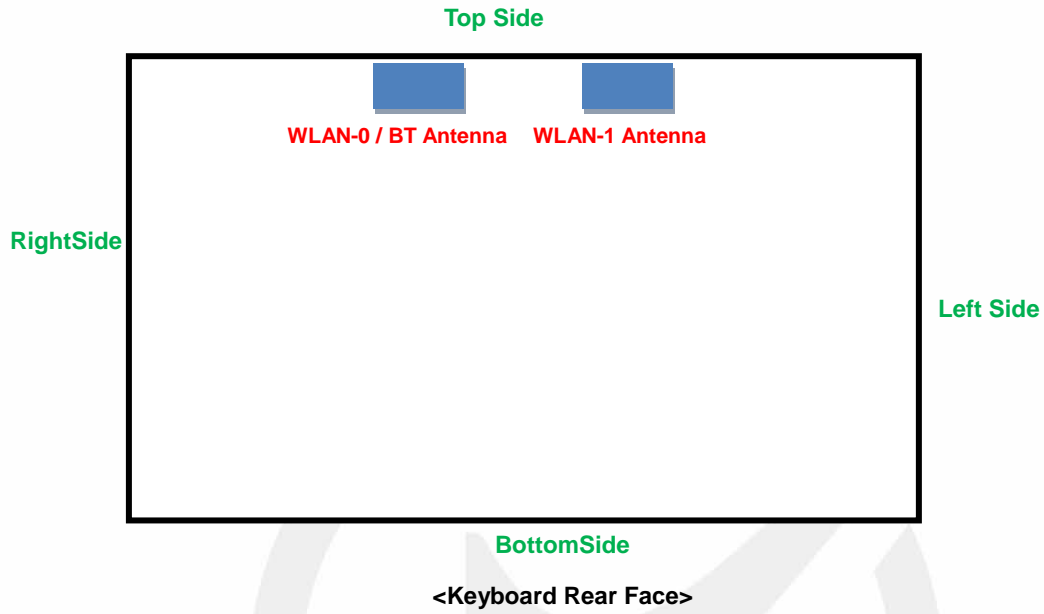 Top Side
WLAN-0 / BT Antenna WLAN-1 Antenna
RightSide
Left Side
BottomSide
<Keyboard Rear Face>